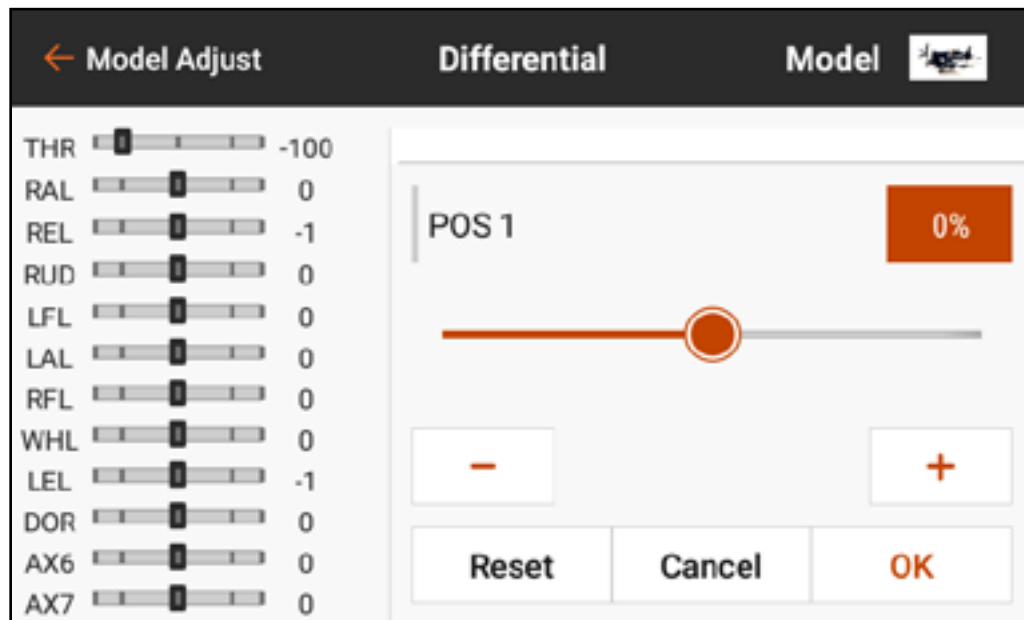 Model Adjust Differential Model
THR -100
RAL 0
REL -1
RUD 0
LFL 0
LAL 0
RFL 0
WHL 0
LEL -1
DOR 0
AX6 0
AX7 0
POS 1 0%
- +
Reset Cancel OK